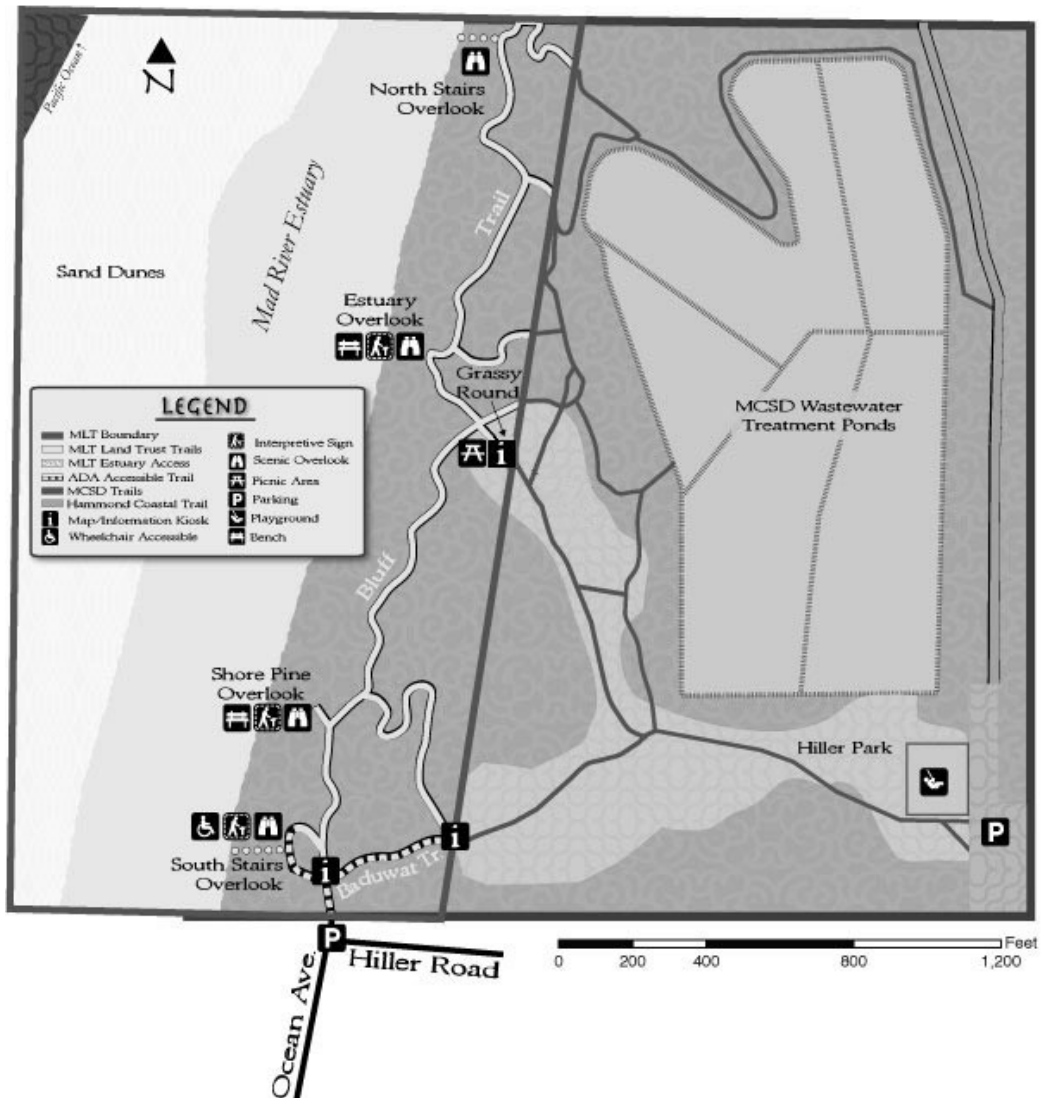 Pacific Ocean↑
N
North Stairs
Overlook
Mad River Estuary
Sand Dunes
Trail
Estuary
Overlook
Grassy
Round
i
MCSD Wastewater
Treatment Ponds
LEGEND
MLT Boundary
MLT Land Trust Trails
MLT Estuary Access
ADA Accessible Trail
MCSD Trails
Hammond Coastal Trail
i Map/Information Kiosk
Wheelchair Accessible
Interpretive Sign
Scenic Overlook
Picnic Area
P Parking
Playground
Bench
Bluff
Shore Pine
Overlook
Hiller Park
P
South Stairs
Overlook
i
i
Baduwat Tr.
P
Hiller Road
Ocean Ave.
Feet
0 200 400 800 1,200